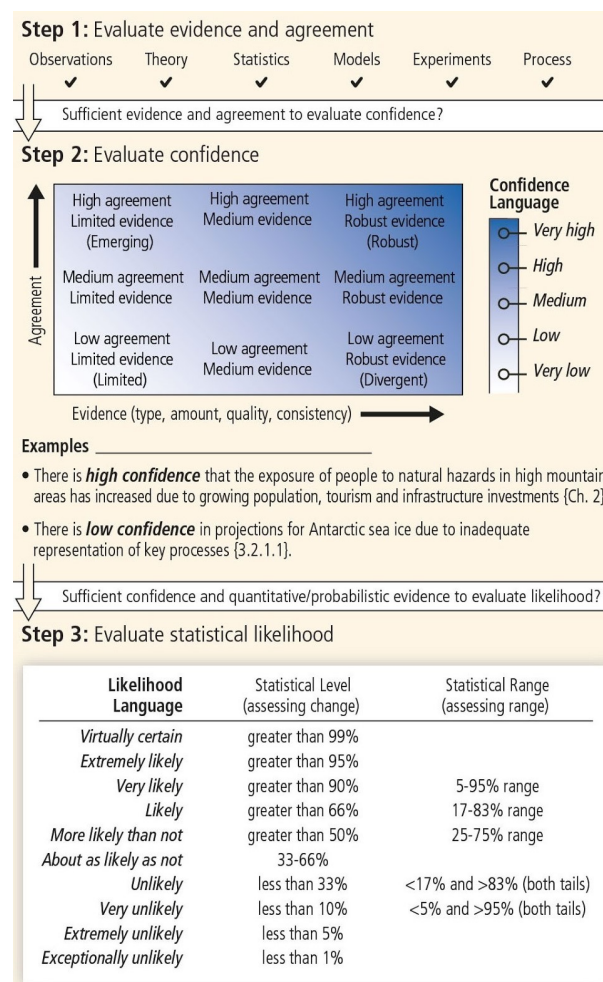 Step 1: Evaluate evidence and agreement
Observations Theory Statistics Models Experiments Process
Sufficient evidence and agreement to evaluate confidence?
Step 2: Evaluate confidence
Agreement
High agreement
Limited evidence
(Emerging)
High agreement
Medium evidence
High agreement
Robust evidence
(Robust)
Medium agreement
Limited evidence
Medium agreement
Medium evidence
Medium agreement
Robust evidence
Low agreement
Limited evidence
(Limited)
Low agreement
Medium evidence
Low agreement
Robust evidence
(Divergent)
Evidence (type, amount, quality, consistency)
Confidence
Language
Very high
High
Medium
Low
Very low
Examples
• There is high confidence that the exposure of people to natural hazards in high mountain
areas has increased due to growing population, tourism and infrastructure investments {Ch. 2}
• There is low confidence in projections for Antarctic sea ice due to inadequate
representation of key processes {3.2.1.1}.
Sufficient confidence and quantitative/probabilistic evidence to evaluate likelihood?
Step 3: Evaluate statistical likelihood
Likelihood Statistical Level Statistical Range
Language (assessing change) (assessing range)
Virtually certain greater than 99%
Extremely likely greater than 95%
Very likely greater than 90% 5-95% range
Likely greater than 66% 17-83% range
More likely than not greater than 50% 25-75% range
About as likely as not 33-66%
Unlikely less than 33% <17% and >83% (both tails)
Very unlikely less than 10% <5% and >95% (both tails)
Extremely unlikely less than 5%
Exceptionally unlikely less than 1%